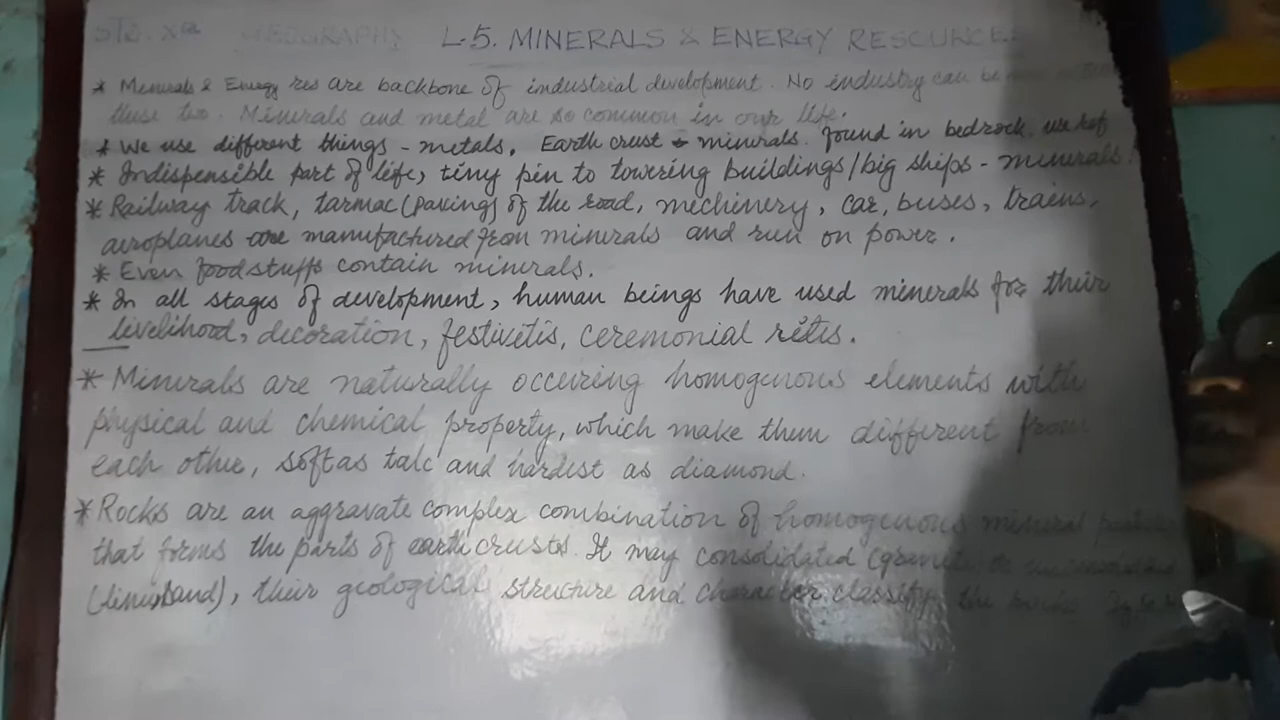 STD. Xth GEOGRAPHY L-5. MINERALS & ENERGY RESOURCES
* Menirals & Energy res are backbone of industrial development. No industry can be
these two. Minerals and metal are so common in our life.
* We use different things - metals. Earth crust → minerals. found in bedrock.
* Indispensible part of life, tiny pin to towering buildings/big ships - minerals.
* Railway track, tarmac (paving) of the road, mechinery, car, buses, trains,
aeroplanes are manufactured from minerals and run on power.
* Even foodstuffs contain minerals.
* In all stages of development, human beings have used minerals for their
livelihood, decoration, festivetis, ceremonial rites.
* Minerals are naturally occuring homogenous elements with
physical and chemical property, which make them different from
each other, soft as talc and hardest as diamond.
* Rocks are an aggravate complex combination of homogenous mineral
that forms the parts of earth crusts. It may consolidated
their geological structure and character classify the